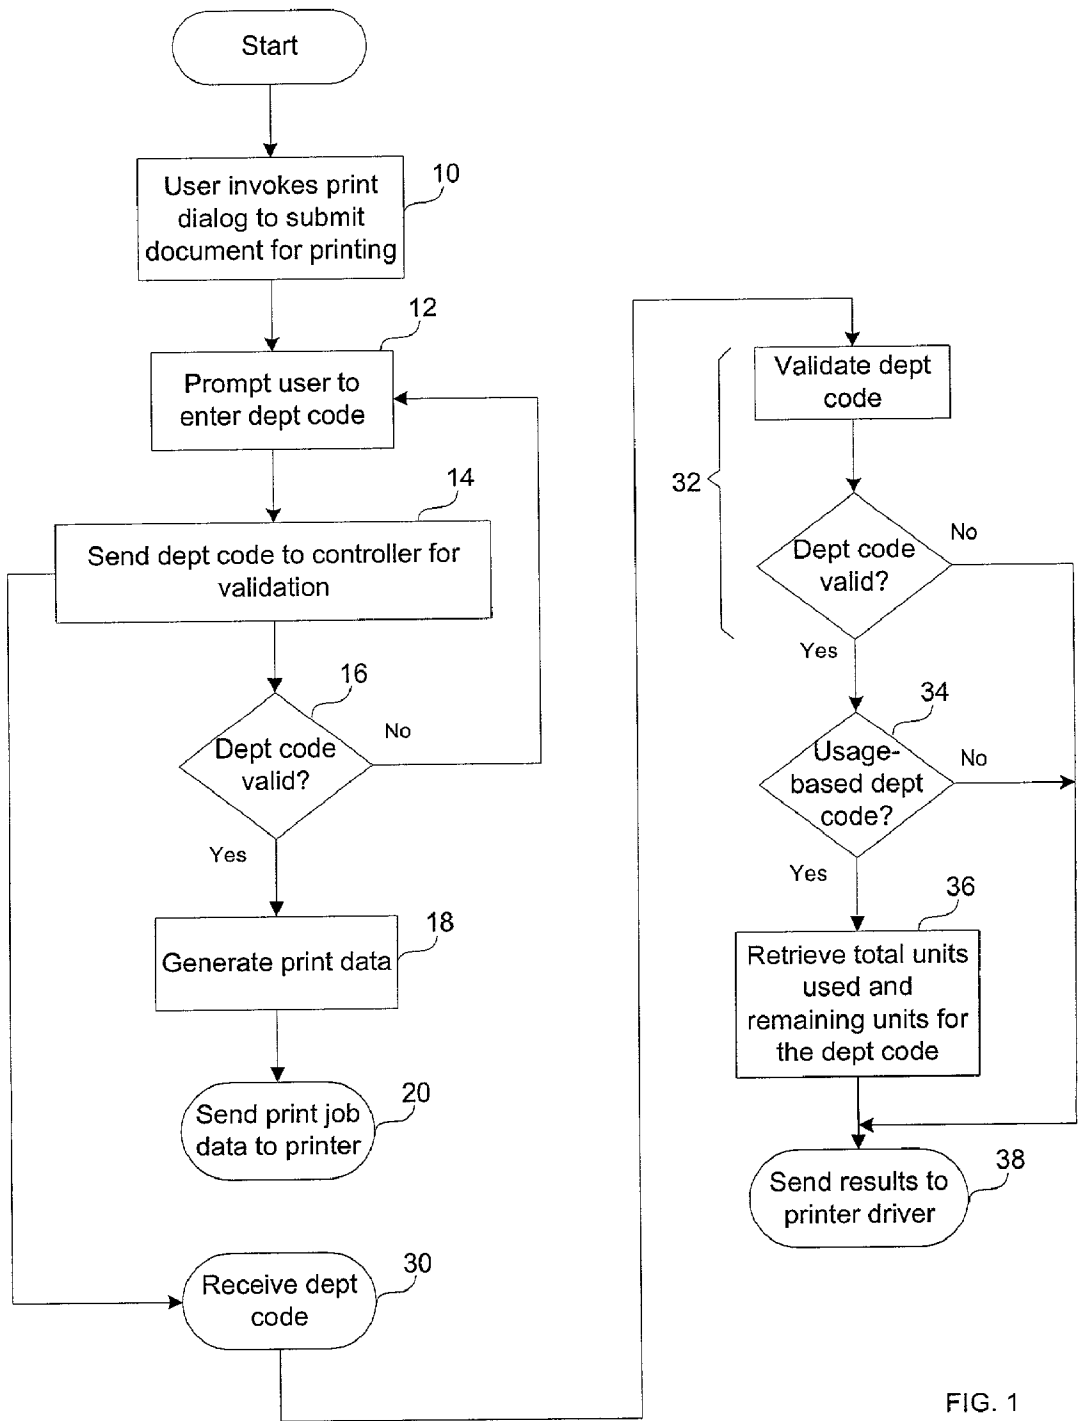 Start
User invokes print
dialog to submit
document for printing
10
12
Prompt user to
enter dept code
14
Send dept code to controller for
validation
16
Dept code
valid?
No
Yes
18
Generate print data
20
Send print job
data to printer
30
Receive dept
code
32
Validate dept
code
Dept code
valid?
No
Yes
34
Usage-
based dept
code?
No
Yes
36
Retrieve total units
used and
remaining units for
the dept code
38
Send results to
printer driver
FIG. 1